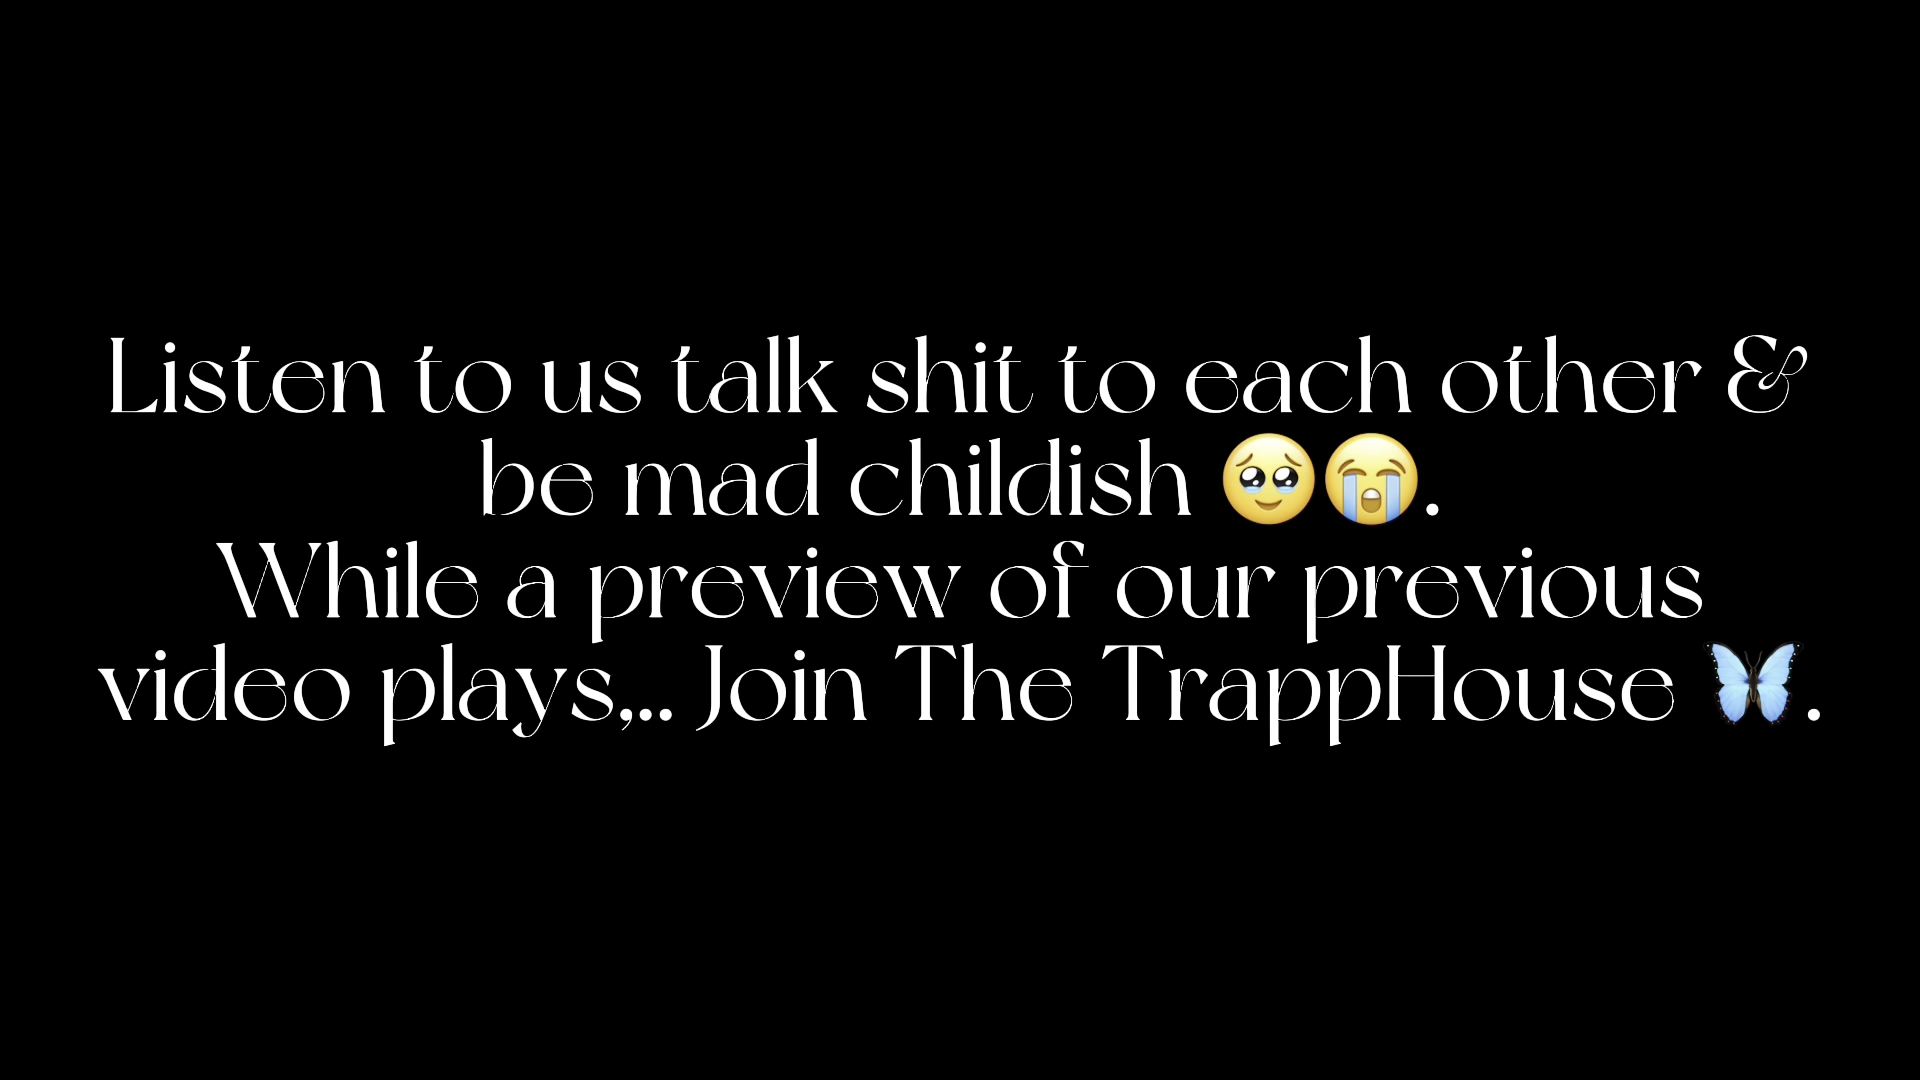 Listen to us talk shit to each other &
be mad childish 🥹😭.
While a preview of our previous
video plays,.. Join The TrappHouse 🦋.